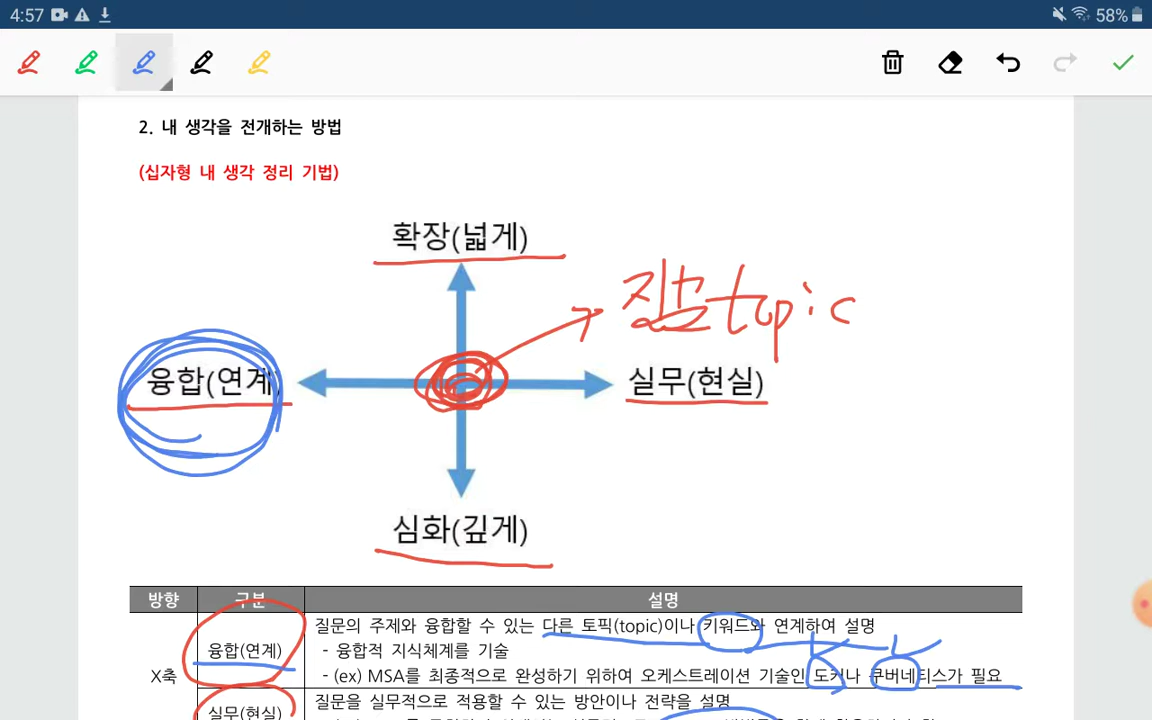 4:57
58%
2. 내 생각을 전개하는 방법
(십자형 내 생각 정리 기법)
확장(넓게)
질문 topic
융합(연계)
실무(현실)
심화(깊게)
방향 구분 설명
질문의 주제와 융합할 수 있는 다른 토픽(topic)이나 키워드와 연계하여 설명
융합(연계)
- 융합적 지식체계를 기술
X축
- (ex) MSA를 최종적으로 완성하기 위하여 오케스트레이션 기술인 도커나 쿠버네티스가 필요
질문을 실무적으로 적용할 수 있는 방안이나 전략을 설명
실무(현실)